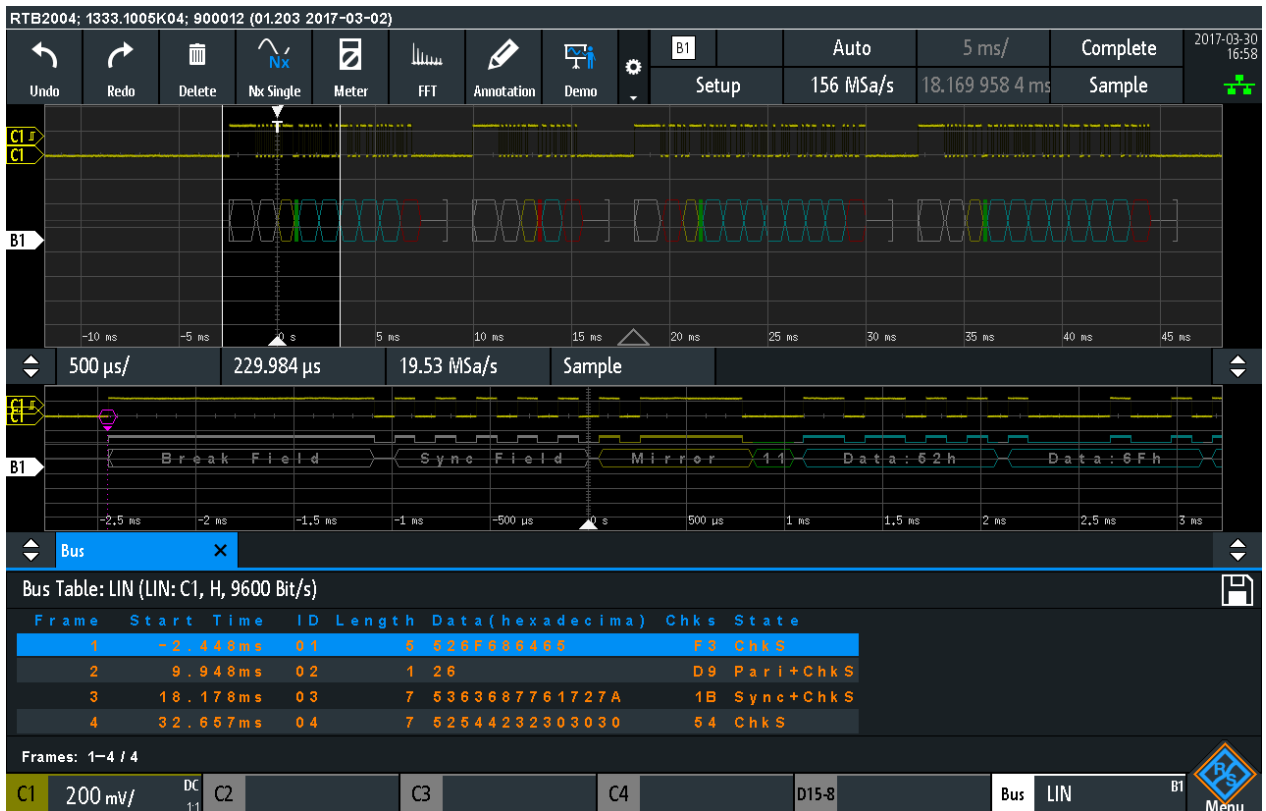 RTB2004; 1333.1005K04; 900012 (01.203 2017-03-02)
Undo Redo Delete Nx Single Meter FFT Annotation Demo
Nx
B1 Auto 5 ms/ Complete 2017-03-30
16:58
Setup 156 MSa/s 18.169 958 4 ms Sample
T
C1
C1
B1
-10 ms -5 ms 0 s 5 ms 10 ms 15 ms 20 ms 25 ms 30 ms 35 ms 40 ms 45 ms
500 µs/ 229.984 µs 19.53 MSa/s Sample
C1
B1 Break Field Sync Field Mirror 11 Data:52h Data:6Fh
-2.5 ms -2 ms -1.5 ms -1 ms -500 µs 0 s 500 µs 1 ms 1.5 ms 2 ms 2.5 ms 3 ms
Bus ×
Bus Table: LIN (LIN: C1, H, 9600 Bit/s)
Frame Start Time ID Length Data(hexadecima) Chks State
1 -2.448ms 01 5 526F686465 F3 ChkS
2 9.948ms 02 1 26 D9 Pari+ChkS
3 18.178ms 03 7 5363687761727A 1B Sync+ChkS
4 32.657ms 04 7 52544232303030 54 ChkS
Frames: 1-4 / 4
C1 200 mV/ DC 1:1 C2 C3 C4 D15-8 Bus LIN B1 R&S Menu